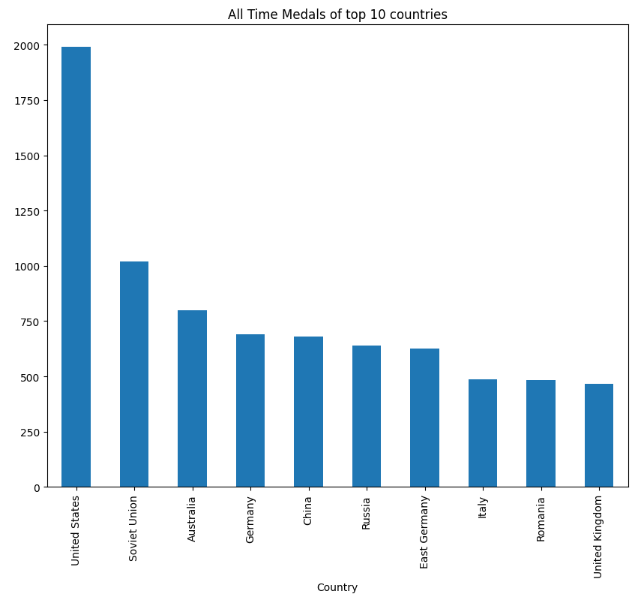 All Time Medals of top 10 countries
2000
1750
1500
1250
1000
750
500
250
0
United States
Soviet Union
Australia
Germany
China
Russia
East Germany
Italy
Romania
United Kingdom
Country